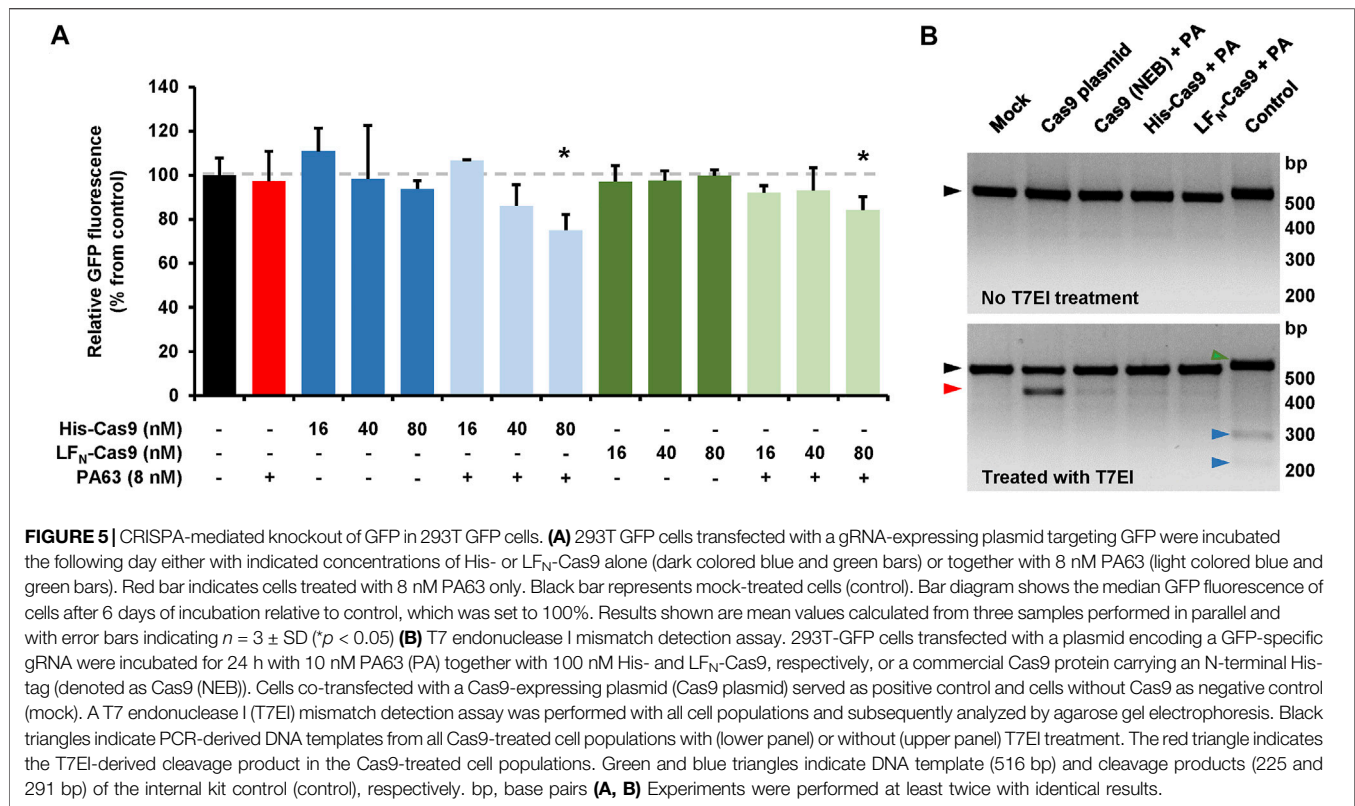 A
Relative GFP fluorescence
(% from control)
140
120
100
80
60
40
20
0
*
*
His-Cas9 (nM) - - 16 40 80 16 40 80 - - - - - -
LFN-Cas9 (nM) - - - - - - - - 16 40 80 16 40 80
PA63 (8 nM) - + - - - + + + - - - + + +
B
Mock
Cas9 plasmid
Cas9 (NEB) + PA
His-Cas9 + PA
LFN-Cas9 + PA
Control
bp
500
400
300
200
No T7EI treatment
bp
500
400
300
200
Treated with T7EI
FIGURE 5 | CRISPA-mediated knockout of GFP in 293T GFP cells. (A) 293T GFP cells transfected with a gRNA-expressing plasmid targeting GFP were incubated
the following day either with indicated concentrations of His- or LFN-Cas9 alone (dark colored blue and green bars) or together with 8 nM PA63 (light colored blue and
green bars). Red bar indicates cells treated with 8 nM PA63 only. Black bar represents mock-treated cells (control). Bar diagram shows the median GFP fluorescence of
cells after 6 days of incubation relative to control, which was set to 100%. Results shown are mean values calculated from three samples performed in parallel and
with error bars indicating n = 3 ± SD (*p < 0.05) (B) T7 endonuclease I mismatch detection assay. 293T-GFP cells transfected with a plasmid encoding a GFP-specific
gRNA were incubated for 24 h with 10 nM PA63 (PA) together with 100 nM His- and LFN-Cas9, respectively, or a commercial Cas9 protein carrying an N-terminal His-
tag (denoted as Cas9 (NEB)). Cells co-transfected with a Cas9-expressing plasmid (Cas9 plasmid) served as positive control and cells without Cas9 as negative control
(mock). A T7 endonuclease I (T7EI) mismatch detection assay was performed with all cell populations and subsequently analyzed by agarose gel electrophoresis. Black
triangles indicate PCR-derived DNA templates from all Cas9-treated cell populations with (lower panel) or without (upper panel) T7EI treatment. The red triangle indicates
the T7EI-derived cleavage product in the Cas9-treated cell populations. Green and blue triangles indicate DNA template (516 bp) and cleavage products (225 and
291 bp) of the internal kit control (control), respectively. bp, base pairs (A, B) Experiments were performed at least twice with identical results.